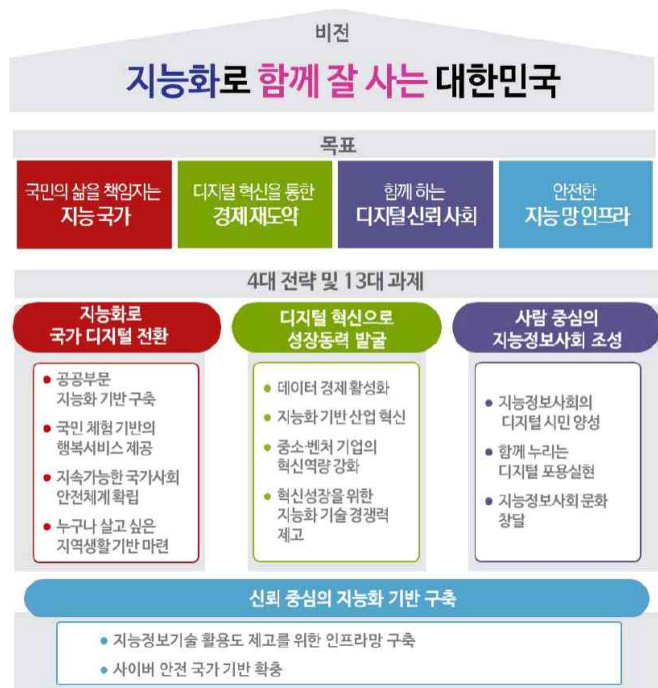 비전
지능화로 함께 잘 사는 대한민국
목표
국민의 삶을 책임지는
지능 국가
디지털 혁신을 통한
경제 재도약
함께 하는
디지털 신뢰 사회
안전한
지능 망 인프라
4대 전략 및 13대 과제
지능화로
국가 디지털 전환
공공부문
지능화 기반 구축
국민 체험 기반의
행복서비스 제공
지속가능한 국가사회
안전체계 확립
누구나 살고 싶은
지역생활 기반 마련
디지털 혁신으로
성장동력 발굴
데이터 경제 활성화
지능화 기반 산업 혁신
중소·벤처 기업의
혁신역량 강화
혁신성장을 위한
지능화 기술 경쟁력
제고
사람 중심의
지능정보사회 조성
지능정보사회의
디지털 시민 양성
함께 누리는
디지털 포용실현
지능정보사회 문화
창달
신뢰 중심의 지능화 기반 구축
지능정보기술 활용도 제고를 위한 인프라망 구축
사이버 안전 국가 기반 확충